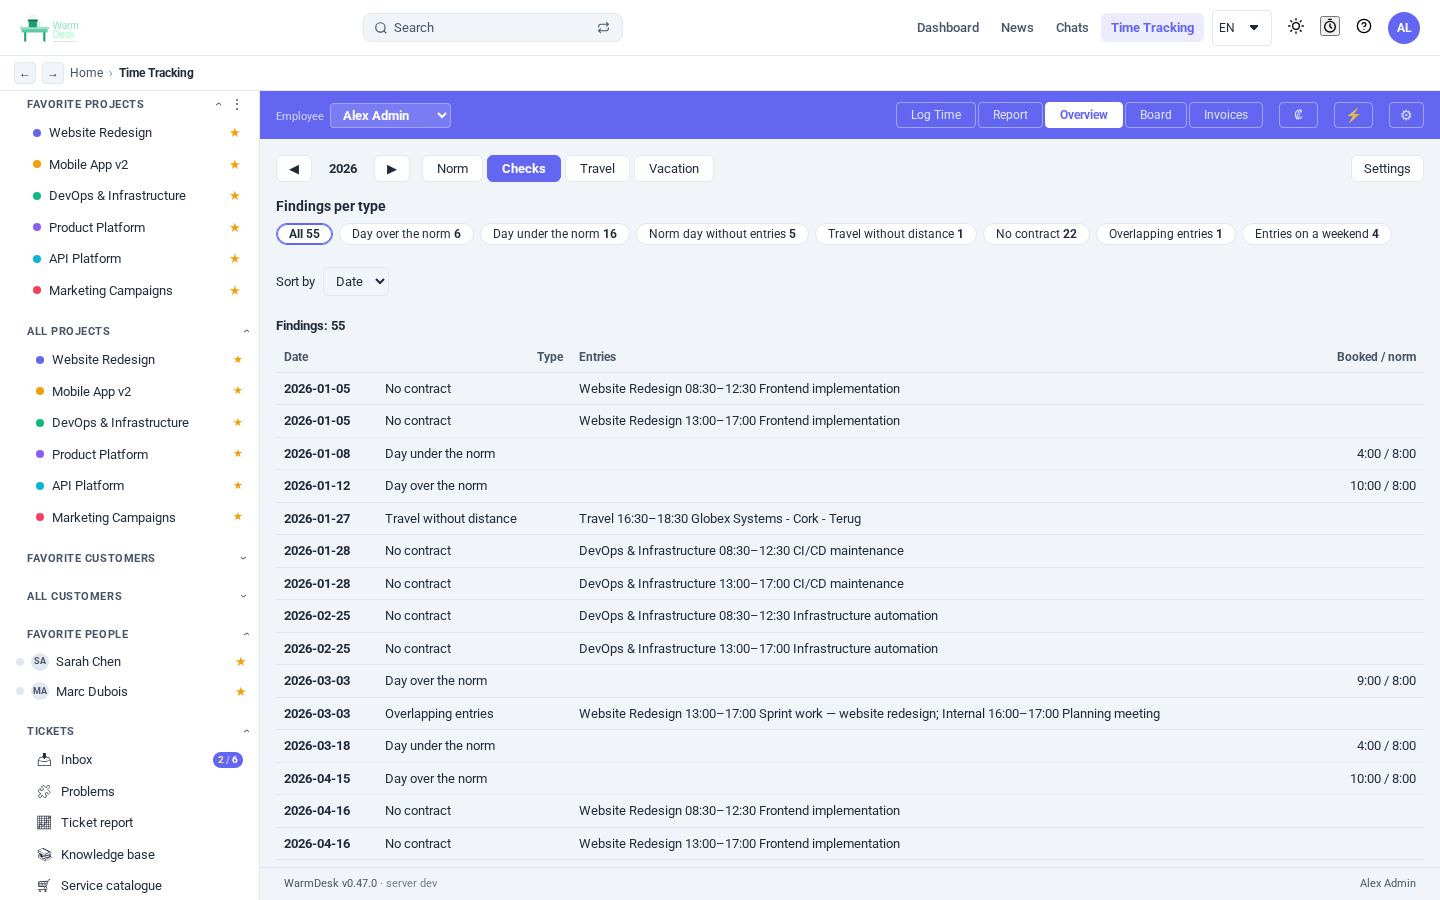 Warm
Desk
Search
Dashboard News Chats Time Tracking EN AL
← → Home › Time Tracking
FAVORITE PROJECTS
Website Redesign
Mobile App v2
DevOps & Infrastructure
Product Platform
API Platform
Marketing Campaigns
ALL PROJECTS
Website Redesign
Mobile App v2
DevOps & Infrastructure
Product Platform
API Platform
Marketing Campaigns
FAVORITE CUSTOMERS
ALL CUSTOMERS
FAVORITE PEOPLE
SA Sarah Chen
MA Marc Dubois
TICKETS
Inbox 2 / 6
Problems
Ticket report
Knowledge base
Service catalogue
Employee Alex Admin Log Time Report Overview Board Invoices
◀ 2026 ▶ Norm Checks Travel Vacation Settings
Findings per type
All 55 Day over the norm 6 Day under the norm 16 Norm day without entries 5 Travel without distance 1 No contract 22 Overlapping entries 1 Entries on a weekend 4
Sort by Date
Findings: 55
Date Type Entries Booked / norm
2026-01-05 No contract Website Redesign 08:30–12:30 Frontend implementation
2026-01-05 No contract Website Redesign 13:00–17:00 Frontend implementation
2026-01-08 Day under the norm 4:00 / 8:00
2026-01-12 Day over the norm 10:00 / 8:00
2026-01-27 Travel without distance Travel 16:30–18:30 Globex Systems - Cork - Terug
2026-01-28 No contract DevOps & Infrastructure 08:30–12:30 CI/CD maintenance
2026-01-28 No contract DevOps & Infrastructure 13:00–17:00 CI/CD maintenance
2026-02-25 No contract DevOps & Infrastructure 08:30–12:30 Infrastructure automation
2026-02-25 No contract DevOps & Infrastructure 13:00–17:00 Infrastructure automation
2026-03-03 Day over the norm 9:00 / 8:00
2026-03-03 Overlapping entries Website Redesign 13:00–17:00 Sprint work — website redesign; Internal 16:00–17:00 Planning meeting
2026-03-18 Day under the norm 4:00 / 8:00
2026-04-15 Day over the norm 10:00 / 8:00
2026-04-16 No contract Website Redesign 08:30–12:30 Frontend implementation
2026-04-16 No contract Website Redesign 13:00–17:00 Frontend implementation
WarmDesk v0.47.0 · server dev Alex Admin